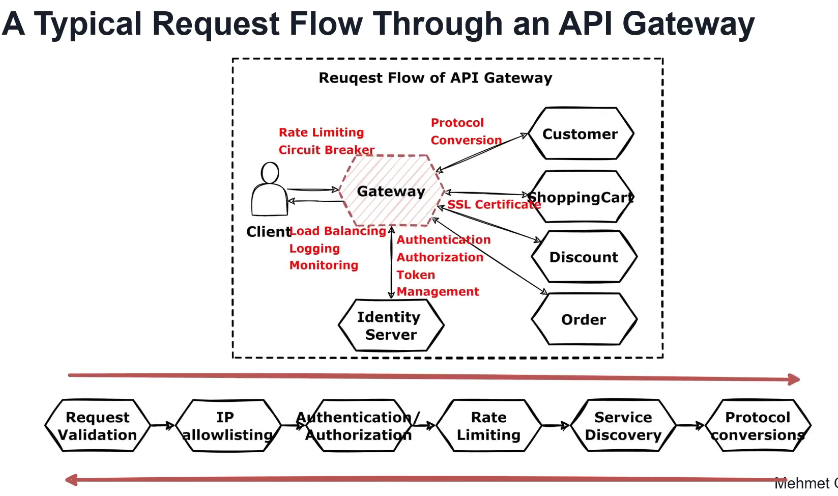 A Typical Request Flow Through an API Gateway
Reuqest Flow of API Gateway
Rate Limiting
Circuit Breaker
Protocol
Conversion
Customer
Gateway
ShoppingCart
SSL Certificate
Client
Load Balancing
Logging
Monitoring
Authentication
Authorization
Token
Management
Discount
Identity
Server
Order
Request
Validation
IP
allowlisting
Authentication/
Authorization
Rate
Limiting
Service
Discovery
Protocol
conversions
Mehmet